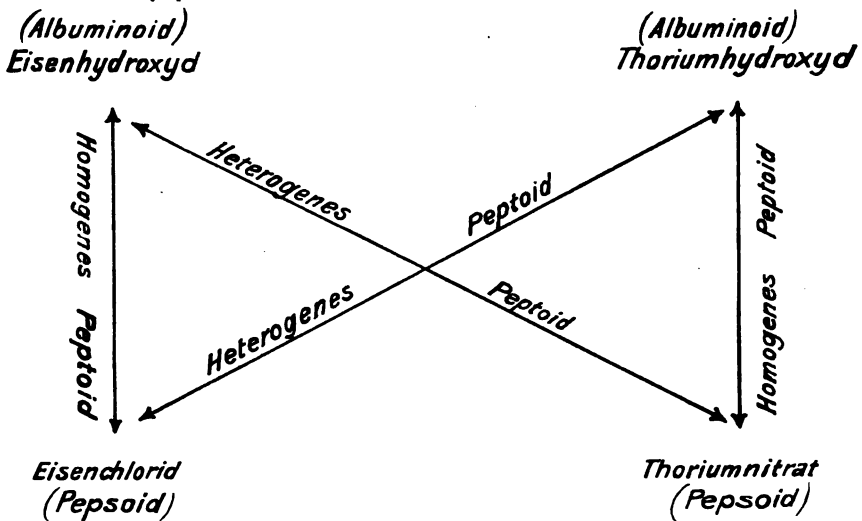 (Albuminoid)
Eisenhydroxyd
(Albuminoid)
Thoriumhydroxyd
Homogenes Peptoid
Heterogenes Peptoid
Heterogenes Peptoid
Homogenes Peptoid
Eisenchlorid
(Pepsoid)
Thoriumnitrat
(Pepsoid)